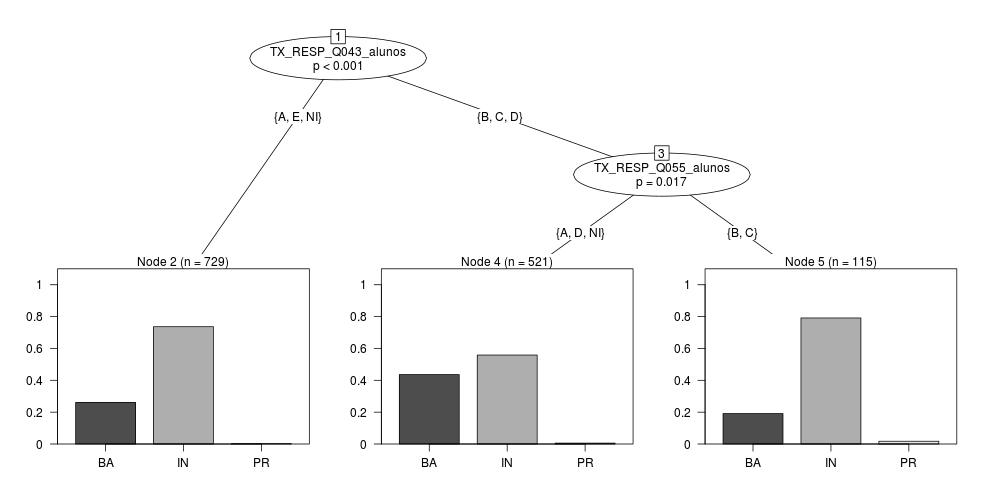 1
TX_RESP_Q043_alunos
p < 0.001
{A, E, NI}
{B, C, D}
3
TX_RESP_Q055_alunos
p = 0.017
{A, D, NI}
{B, C}
Node 2 (n = 729)
1
0.8
0.6
0.4
0.2
0
BA IN PR
Node 4 (n = 521)
1
0.8
0.6
0.4
0.2
0
BA IN PR
Node 5 (n = 115)
1
0.8
0.6
0.4
0.2
0
BA IN PR